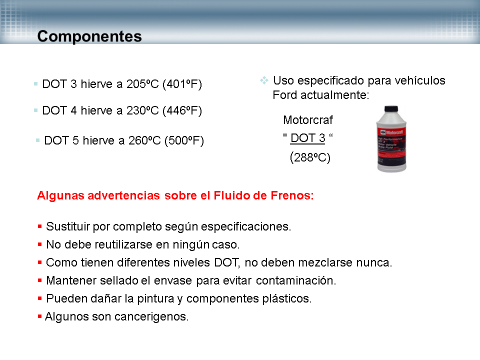 Componentes
DOT 3 hierve a 205ºC (401ºF)
DOT 4 hierve a 230ºC (446ºF)
DOT 5 hierve a 260ºC (500ºF)
Uso especificado para vehículos
Ford actualmente:
Motorcraf
" DOT 3 “
(288ºC)
Motorcraft
Algunas advertencias sobre el Fluido de Frenos:
Sustituir por completo según especificaciones.
No debe reutilizarse en ningún caso.
Como tienen diferentes niveles DOT, no deben mezclarse nunca.
Mantener sellado el envase para evitar contaminación.
Pueden dañar la pintura y componentes plásticos.
Algunos son cancerigenos.